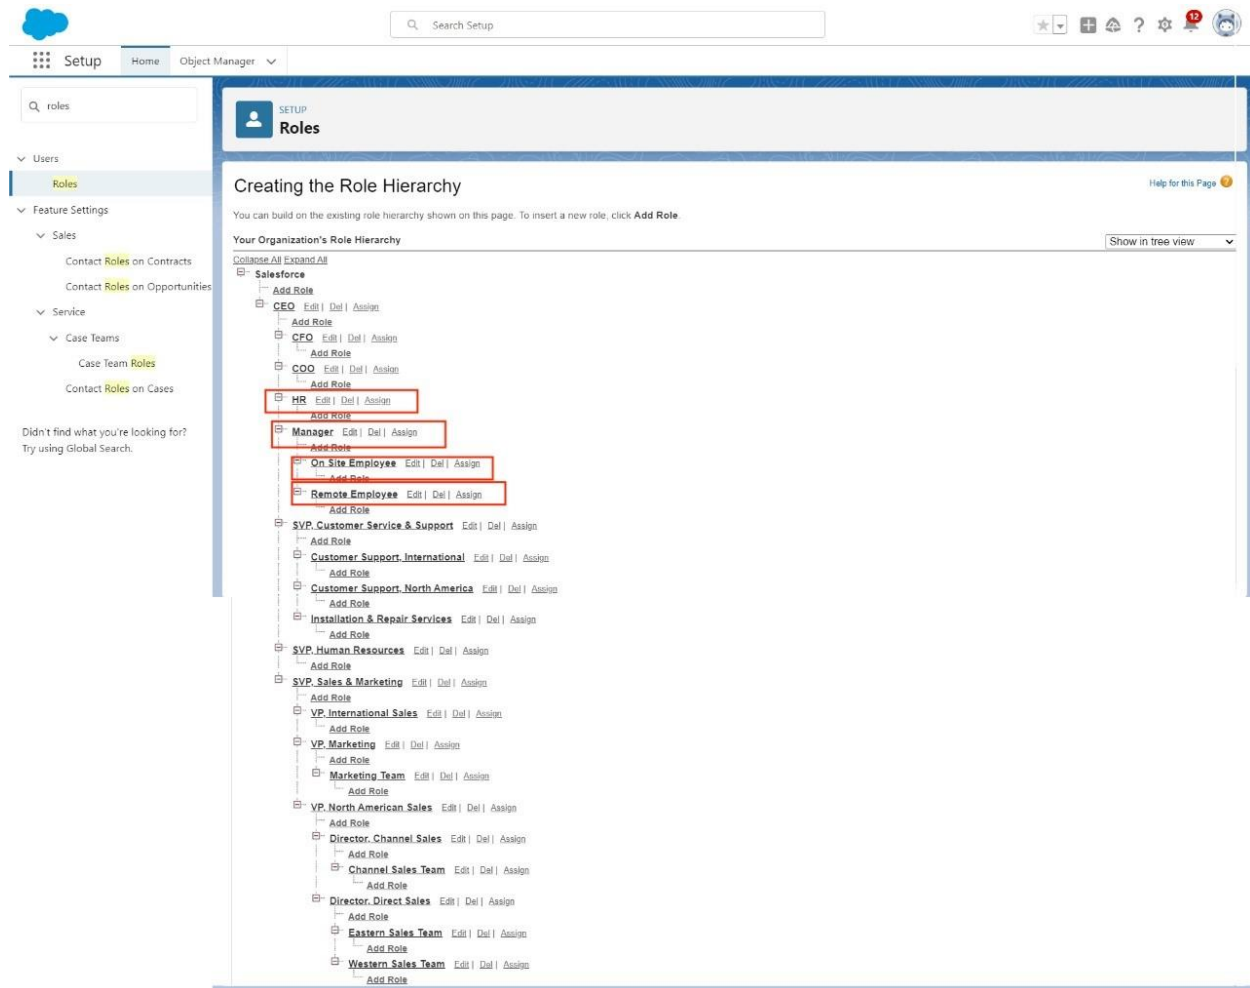 Search Setup
12
Setup
Home
Object Manager
roles
Users
Roles
Feature Settings
Sales
Contact Roles on Contracts
Contact Roles on Opportunities
Service
Case Teams
Case Team Roles
Contact Roles on Cases
Didn't find what you're looking for?
Try using Global Search.
SETUP
Roles
Creating the Role Hierarchy
Help for this Page ?
You can build on the existing role hierarchy shown on this page. To insert a new role, click Add Role.
Your Organization's Role Hierarchy
Show in tree view
Collapse All Expand All
Salesforce
Add Role
CEO Edit | Del | Assign
Add Role
CFO Edit | Del | Assign
Add Role
COO Edit | Del | Assign
Add Role
HR Edit | Del | Assign
Add Role
Manager Edit | Del | Assign
Add Role
On Site Employee Edit | Del | Assign
Add Role
Remote Employee Edit | Del | Assign
Add Role
SVP, Customer Service & Support Edit | Del | Assign
Add Role
Customer Support, International Edit | Del | Assign
Add Role
Customer Support, North America Edit | Del | Assign
Add Role
Installation & Repair Services Edit | Del | Assign
Add Role
SVP, Human Resources Edit | Del | Assign
Add Role
SVP, Sales & Marketing Edit | Del | Assign
Add Role
VP, International Sales Edit | Del | Assign
Add Role
VP, Marketing Edit | Del | Assign
Add Role
Marketing Team Edit | Del | Assign
Add Role
VP, North American Sales Edit | Del | Assign
Add Role
Director, Channel Sales Edit | Del | Assign
Add Role
Channel Sales Team Edit | Del | Assign
Add Role
Director, Direct Sales Edit | Del | Assign
Add Role
Eastern Sales Team Edit | Del | Assign
Add Role
Western Sales Team Edit | Del | Assign
Add Role